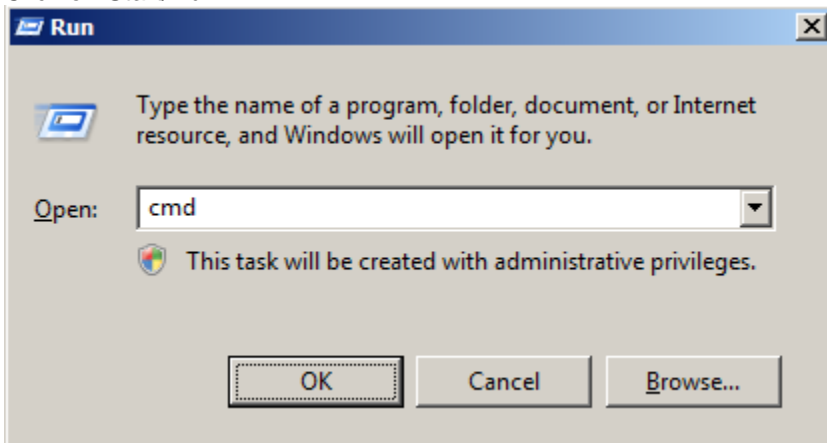 Run
Type the name of a program, folder, document, or Internet
resource, and Windows will open it for you.
Open: cmd
This task will be created with administrative privileges.
OK Cancel Browse...